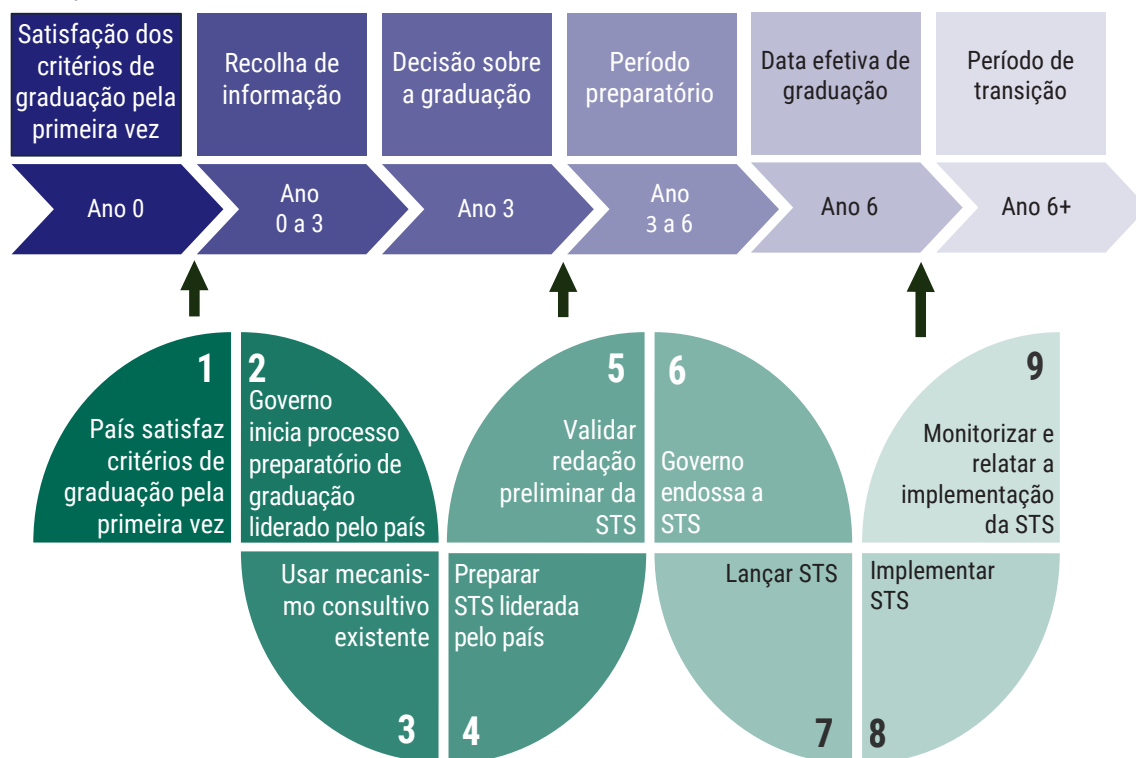 Satisfação dos
critérios de
graduação pela
primeira vez
Recolha de
informação
Decisão sobre
a graduação
Período
preparatório
Data efetiva de
graduação
Período de
transição
Ano 0
Ano
0 a 3
Ano 3
Ano
3 a 6
Ano 6
Ano 6+
1
País satisfaz
critérios de
graduação pela
primeira vez
2
Governo
inicia processo
preparatório de
graduação
liderado pelo país
Usar mecanis-
mo consultivo
existente
3
Preparar
STS liderada
pelo país
4
5
Validar
redação
preliminar da
STS
6
Governo
endossa a
STS
Lançar STS
7
Implementar
STS
8
9
Monitorizar e
relatar a
implementação
da STS